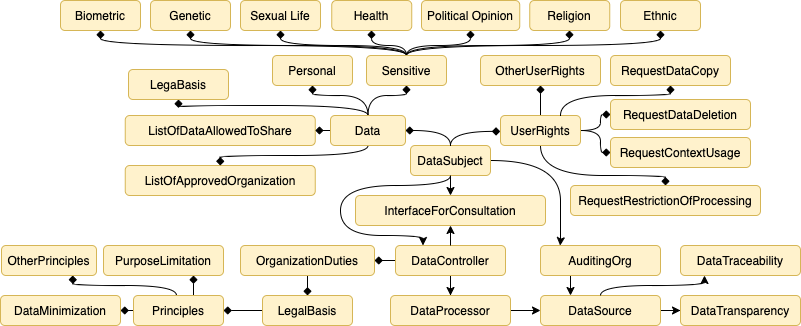 Biometric
Genetic
Sexual Life
Health
Political Opinion
Religion
Ethnic
Personal
Sensitive
OtherUserRights
RequestDataCopy
LegaBasis
RequestDataDeletion
ListOfDataAllowedToShare
Data
UserRights
RequestContextUsage
DataSubject
ListOfApprovedOrganization
RequestRestrictionOfProcessing
InterfaceForConsultation
OtherPrinciples
PurposeLimitation
OrganizationDuties
DataController
AuditingOrg
DataTraceability
DataMinimization
Principles
LegalBasis
DataProcessor
DataSource
DataTransparency